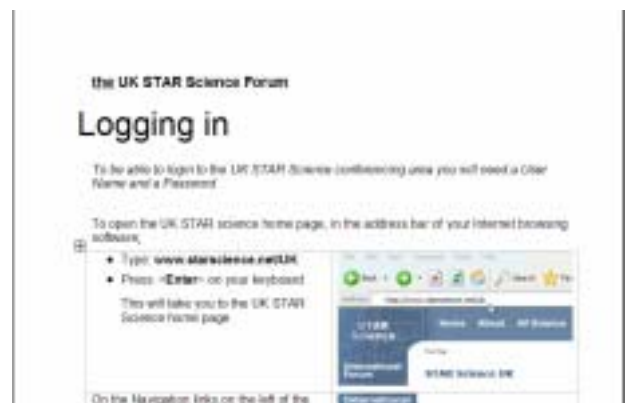 the UK STAR Science Forum
Logging in
To be able to login to the UK STAR Science conferencing area you will need a User
Name and a Password
To open the UK STAR science home page, in the address bar of your Internet browsing
software,
Type: www.starscience.net/UK
Press <Enter> on your keyboard
This will take you to the UK STAR
Science home page
STAR
SCIENCE
Home About All Science
International
Forum
STAR Science UK
On the Navigation links on the left of the
International